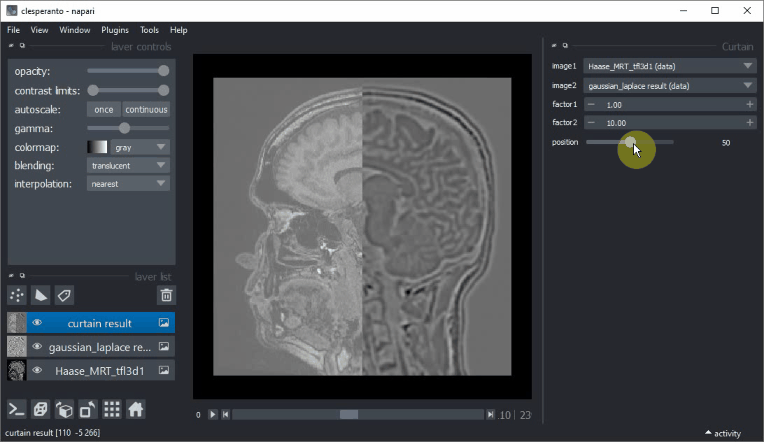 clesperanto - napari
File View Window Plugins Tools Help
layer controls
opacity:
contrast limits:
autoscale: once continuous
gamma:
colormap: gray
blending: translucent
interpolation: nearest
layer list
curtain result
gaussian_laplace re...
Haase_MRT_tfl3d1
0 10 | 23
curtain result [110 -5 266]
activity
Curtain
image1 Haase_MRT_tfl3d1 (data)
image2 gaussian_laplace result (data)
factor1 − 1.00 +
factor2 − 10.00 +
position 50